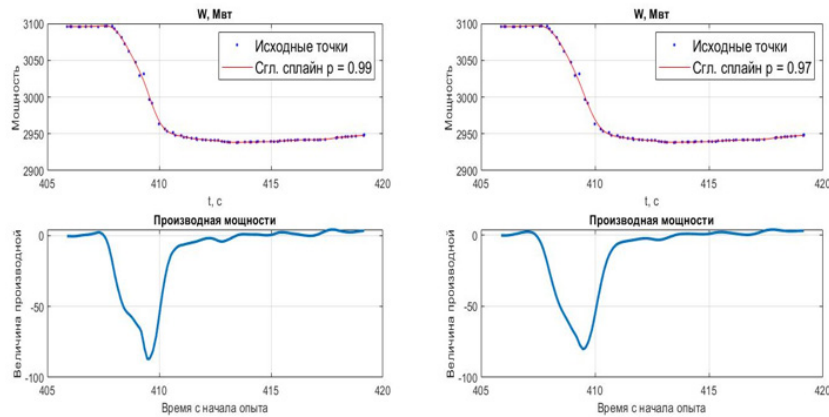 W, Мвт
3100
3050
3000
2950
2900
Мощность
Исходные точки
Сгл. сплайн p = 0.99
405
410
415
420
t, c
Производная мощности
0
-50
-100
Величина производной
405
410
415
420
Время с начала опыта
W, Мвт
3100
3050
3000
2950
2900
Мощность
Исходные точки
Сгл. сплайн p = 0.97
405
410
415
420
t, c
Производная мощности
0
-50
-100
Величина производной
405
410
415
420
Время с начала опыта